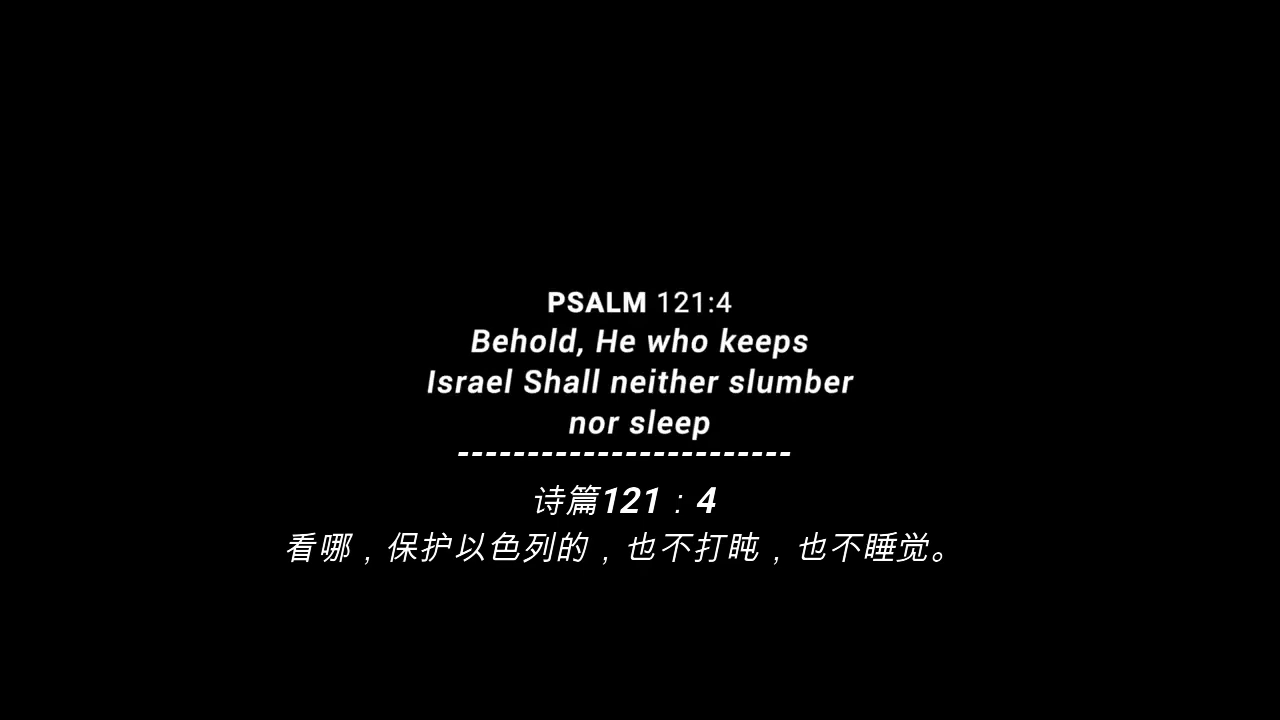 PSALM 121:4
Behold, He who keeps
Israel Shall neither slumber
nor sleep
------------------------
诗篇121：4
看哪，保护以色列的，也不打盹，也不睡觉。